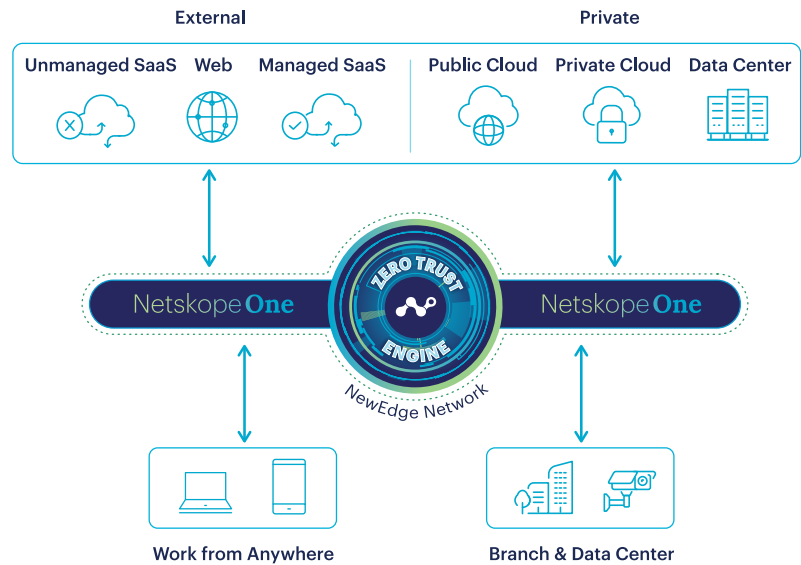 External
Private
Unmanaged SaaS
Web
Managed SaaS
Public Cloud
Private Cloud
Data Center
Netskope One
ZERO TRUST
ENGINE
Netskope One
NewEdge Network
Work from Anywhere
Branch & Data Center